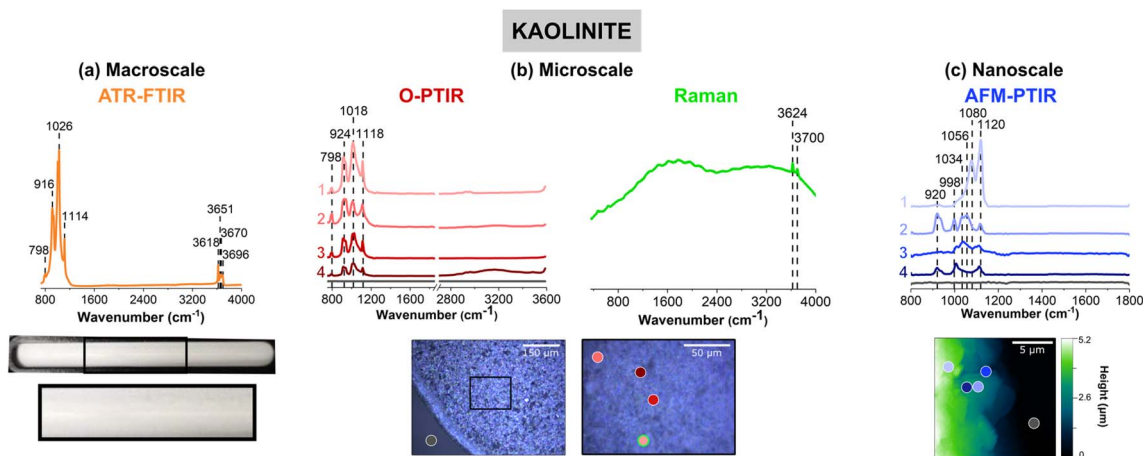 KAOLINITE
(a) Macroscale
ATR-FTIR
1026
916
1114
798
3651
3670
3618
3696
800 1600 2400 3200 4000
Wavenumber (cm-1)
(b) Microscale
O-PTIR
1018
924 1118
798
1
2
3
4
800 1200 2800 3200 3600
Wavenumber (cm-1)
150 μm
Raman
3624
3700
800 1600 2400 3200 4000
Wavenumber (cm-1)
50 μm
(c) Nanoscale
AFM-PTIR
1080
1056 1120
1034
998
920
1
2
3
4
800 1000 1200 1400 1600 1800
Wavenumber (cm-1)
5 μm
5.2
2.6
0
Height (μm)